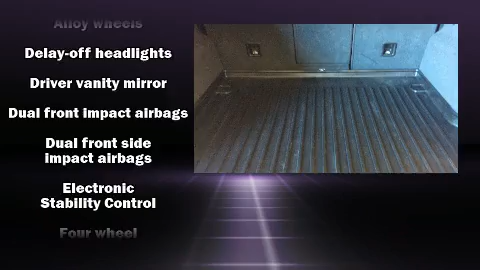 Alloy wheels
Delay-off headlights
Driver vanity mirror
Dual front impact airbags
Dual front side
impact airbags
Electronic
Stability Control
Four wheel